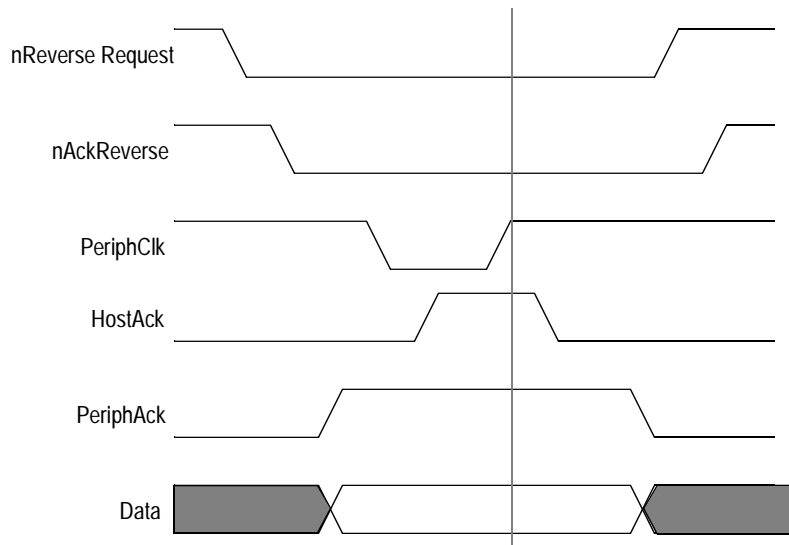 nReverse Request
nAckReverse
PeriphClk
HostAck
PeriphAck
Data